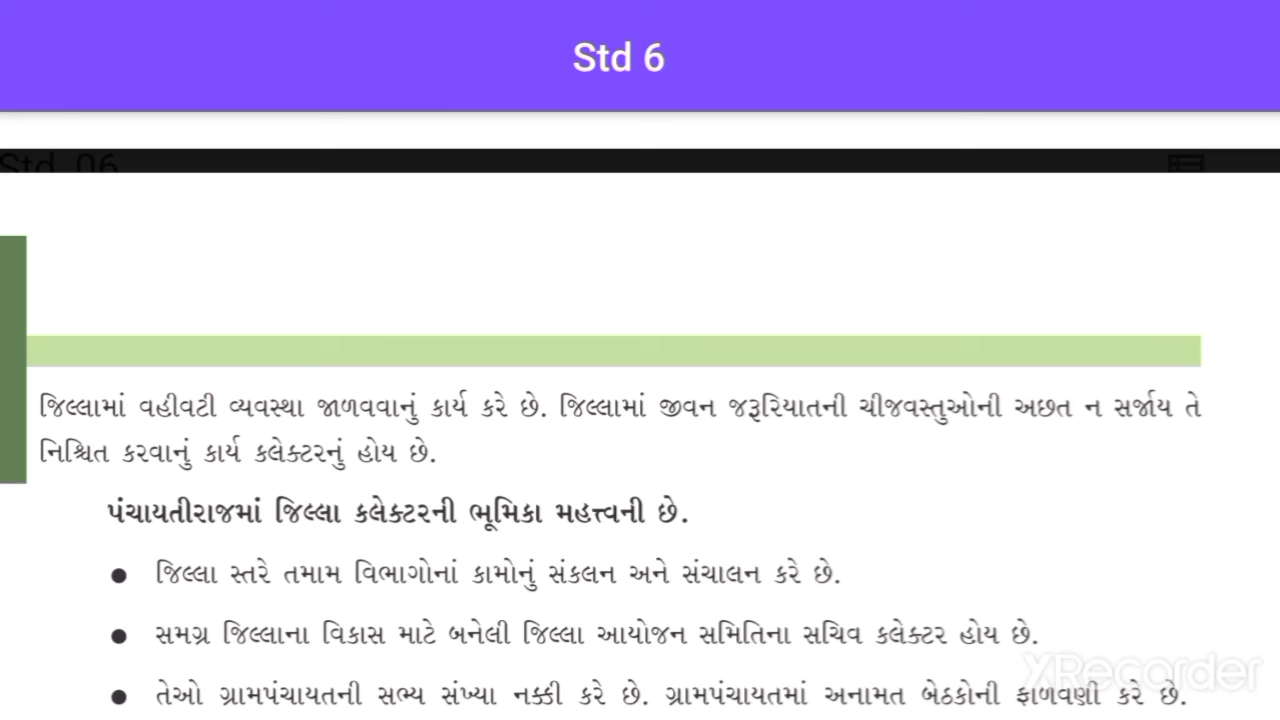 Std 6
Std. 06
જિલ્લામાં વહીવટી વ્યવસ્થા જાળવવાનું કાર્ય કરે છે. જિલ્લામાં જીવન જરૂરિયાતની ચીજવસ્તુઓની અછત ન સર્જાય તે
નિશ્ચિત કરવાનું કાર્ય કલેક્ટરનું હોય છે.
પંચાયતીરાજમાં જિલ્લા કલેક્ટરની ભૂમિકા મહત્ત્વની છે.
● જિલ્લા સ્તરે તમામ વિભાગોનાં કામોનું સંકલન અને સંચાલન કરે છે.
● સમગ્ર જિલ્લાના વિકાસ માટે બનેલી જિલ્લા આયોજન સમિતિના સચિવ કલેક્ટર હોય છે.
● તેઓ ગ્રામપંચાયતની સભ્ય સંખ્યા નક્કી કરે છે. ગ્રામપંચાયતમાં અનામત બેઠકોની ફાળવણી કરે છે.
XRecorder